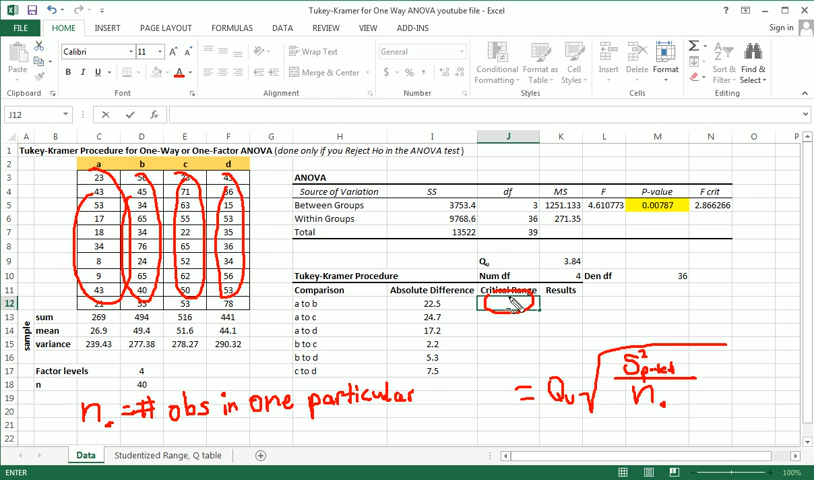 Tukey-Kramer for One Way ANOVA youtube file - Excel
FILE HOME INSERT PAGE LAYOUT FORMULAS DATA REVIEW VIEW ADD-INS Sign in
Calibri 11 Wrap Text General
Paste B I U Merge & Center $ % Conditional Formatting Format as Table Cell Styles Insert Delete Format Sort & Filter Find & Select
Clipboard Font Alignment Number Styles Cells Editing
J12
A B C D E F G H I J K L M N O P
1 Tukey-Kramer Procedure for One-Way or One-Factor ANOVA (done only if you Reject Ho in the ANOVA test)
2 a b c d
3 23 45 ANOVA
4 43 45 71 36 Source of Variation SS df MS F P-value F crit
5 53 34 63 15 Between Groups 3753.4 3 1251.133 4.610773 0.00787 2.866266
6 17 65 55 53 Within Groups 9768.6 36 271.35
7 18 34 22 35 Total 13522 39
8 34 76 65 36
9 8 24 52 34 Qu 3.84
10 9 65 62 56 Tukey-Kramer Procedure Num df 4 Den df 36
11 43 40 50 53 Comparison Absolute Difference Critical Range Results
12 21 55 53 78 a to b 22.5
13 sum 269 494 516 441 a to c 24.7
14 mean 26.9 49.4 51.6 44.1 a to d 17.2
15 variance 239.43 277.38 278.27 290.32 b to c 2.2
16 b to d 5.3
17 Factor levels 4 c to d 7.5
18 n 40
19
20
21
22
sample
= Qu √ S²pooled / n.
n. = # obs in one particular
Data Studentized Range, Q table
ENTER 100%